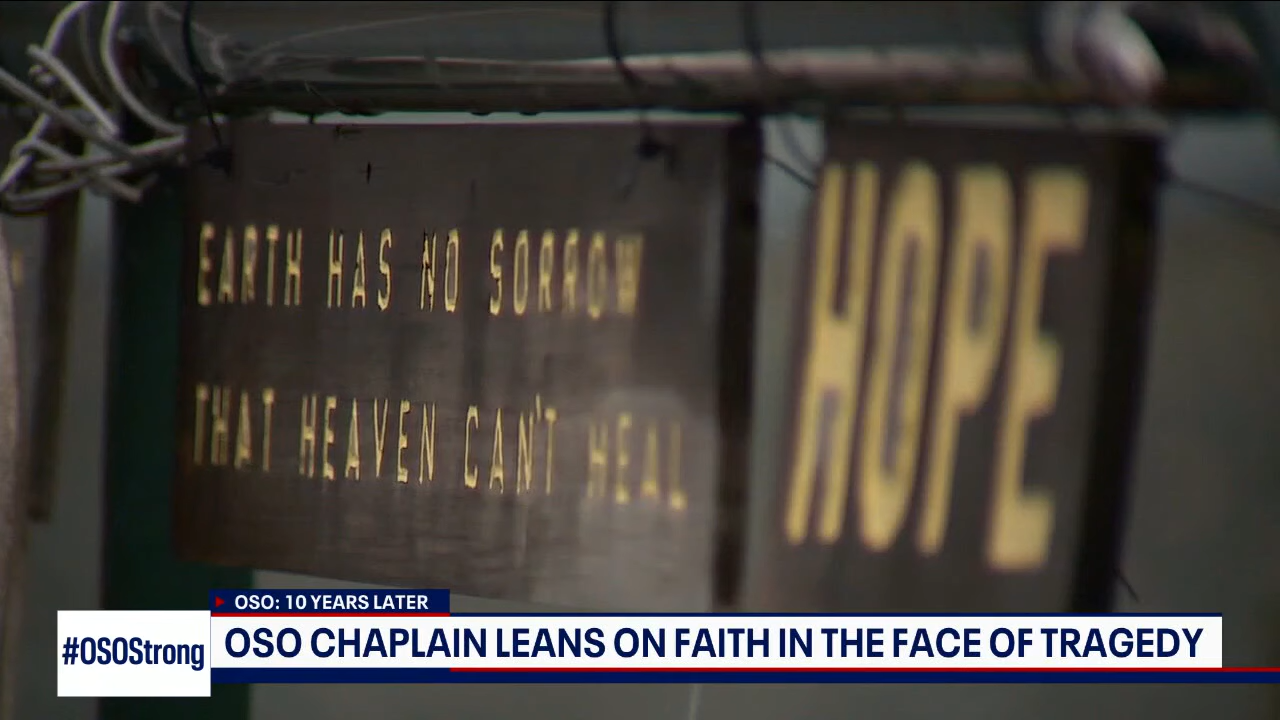 EARTH HAS NO SORROW
THAT HEAVEN CAN'T HEAL
HOPE
OSO: 10 YEARS LATER
#OSOStrong
OSO CHAPLAIN LEANS ON FAITH IN THE FACE OF TRAGEDY